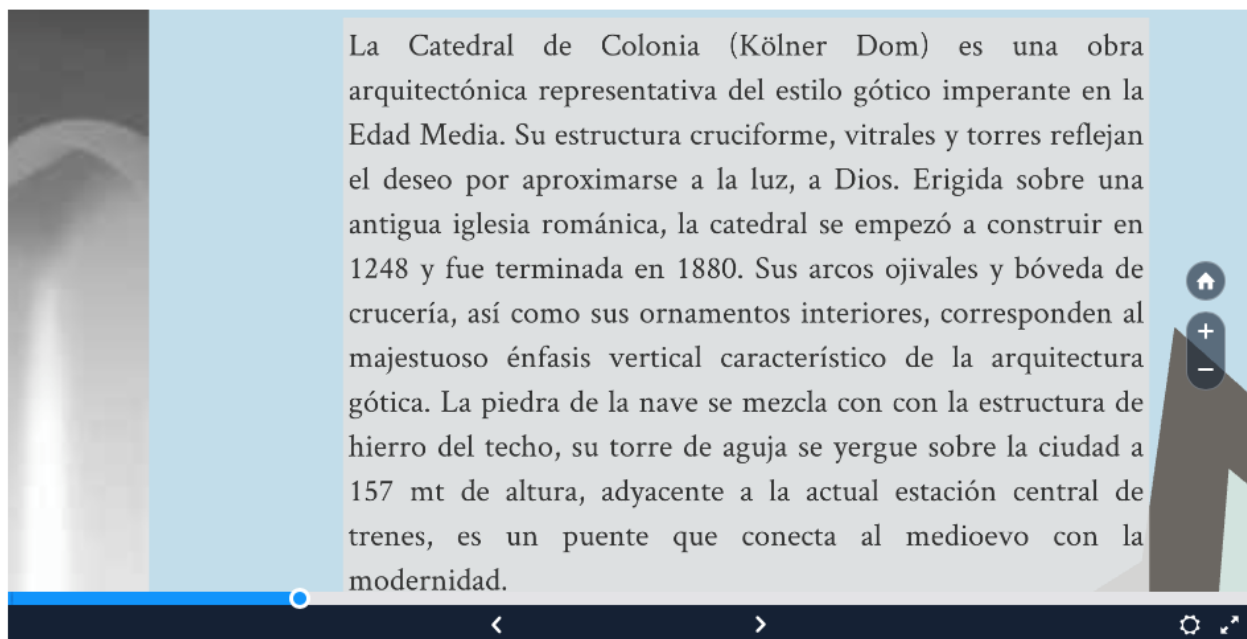 La Catedral de Colonia (Kölner Dom) es una obra
arquitectónica representativa del estilo gótico imperante en la
Edad Media. Su estructura cruciforme, vitrales y torres reflejan
el deseo por aproximarse a la luz, a Dios. Erigida sobre una
antigua iglesia románica, la catedral se empezó a construir en
1248 y fue terminada en 1880. Sus arcos ojivales y bóveda de
crucería, así como sus ornamentos interiores, corresponden al
majestuoso énfasis vertical característico de la arquitectura
gótica. La piedra de la nave se mezcla con con la estructura de
hierro del techo, su torre de aguja se yergue sobre la ciudad a
157 mt de altura, adyacente a la actual estación central de
trenes, es un puente que conecta al medioevo con la
modernidad.